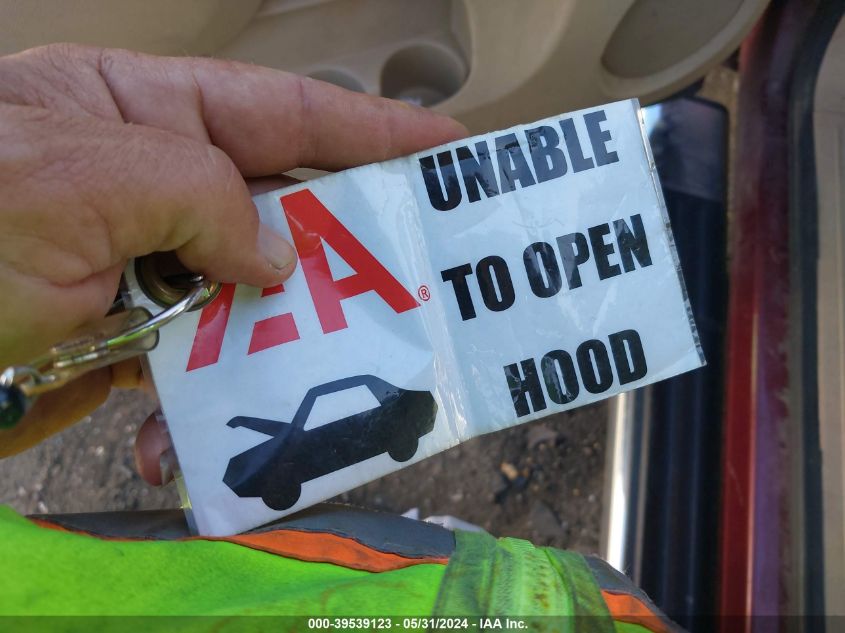 IAA®
UNABLE
TO OPEN
HOOD
000-39539123 - 05/31/2024 - IAA Inc.